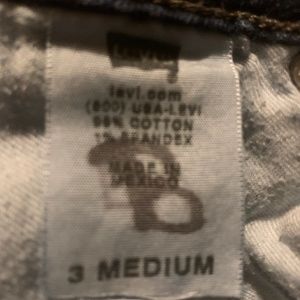 Levi's
levi.com
(800) USA-LEVI
99% COTTON
1% SPANDEX
MADE IN
MEXICO
3 MEDIUM